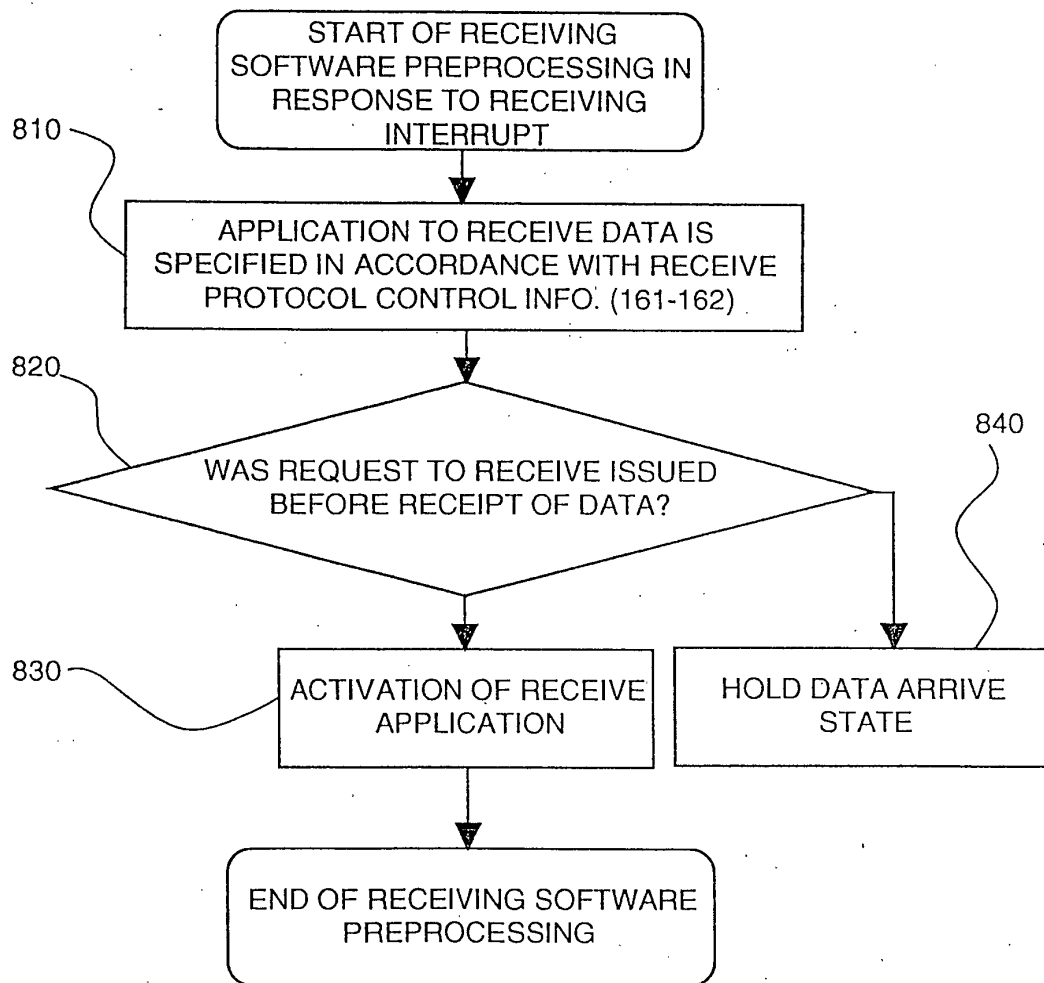 START OF RECEIVING
SOFTWARE PREPROCESSING IN
RESPONSE TO RECEIVING
INTERRUPT
810
APPLICATION TO RECEIVE DATA IS
SPECIFIED IN ACCORDANCE WITH RECEIVE
PROTOCOL CONTROL INFO. (161-162)
820
WAS REQUEST TO RECEIVE ISSUED
BEFORE RECEIPT OF DATA?
840
830
ACTIVATION OF RECEIVE
APPLICATION
HOLD DATA ARRIVE
STATE
END OF RECEIVING SOFTWARE
PREPROCESSING